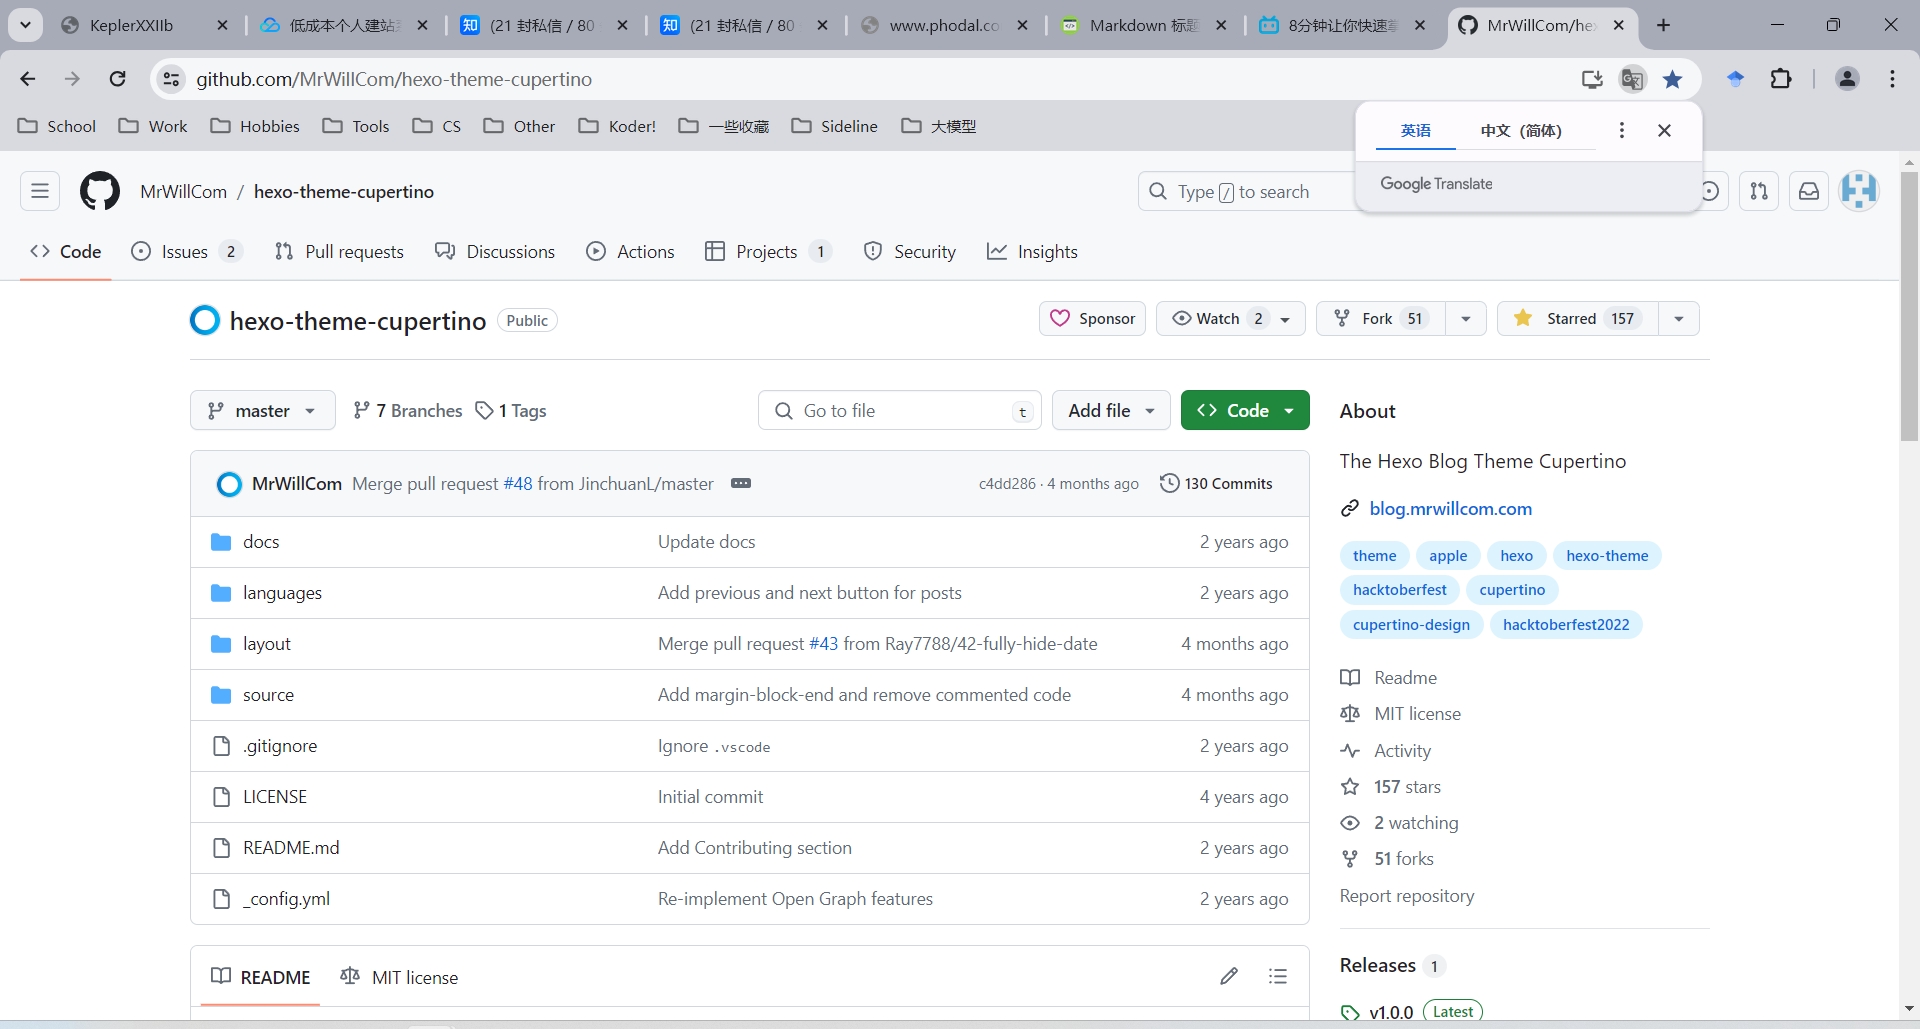 KeplerXXIIb
低成本个人建站
(21 封私信 / 80
(21 封私信 / 80
www.phodal.co
Markdown 标题
8分钟让你快速
MrWillCom/he
github.com/MrWillCom/hexo-theme-cupertino
School Work Hobbies Tools CS Other Koder! 一些收藏 Sideline 大模型
英语 中文（简体）
Google Translate
MrWillCom / hexo-theme-cupertino
Type / to search
Code Issues 2 Pull requests Discussions Actions Projects 1 Security Insights
hexo-theme-cupertino Public
Sponsor Watch 2 Fork 51 Starred 157
master 7 Branches 1 Tags
Go to file t Add file Code
MrWillCom Merge pull request #48 from JinchuanL/master c4dd286 · 4 months ago 130 Commits
docs Update docs 2 years ago
languages Add previous and next button for posts 2 years ago
layout Merge pull request #43 from Ray7788/42-fully-hide-date 4 months ago
source Add margin-block-end and remove commented code 4 months ago
.gitignore Ignore .vscode 2 years ago
LICENSE Initial commit 4 years ago
README.md Add Contributing section 2 years ago
_config.yml Re-implement Open Graph features 2 years ago
README MIT license
About
The Hexo Blog Theme Cupertino
blog.mrwillcom.com
theme apple hexo hexo-theme
hacktoberfest cupertino
cupertino-design hacktoberfest2022
Readme
MIT license
Activity
157 stars
2 watching
51 forks
Report repository
Releases 1
v1.0.0 Latest